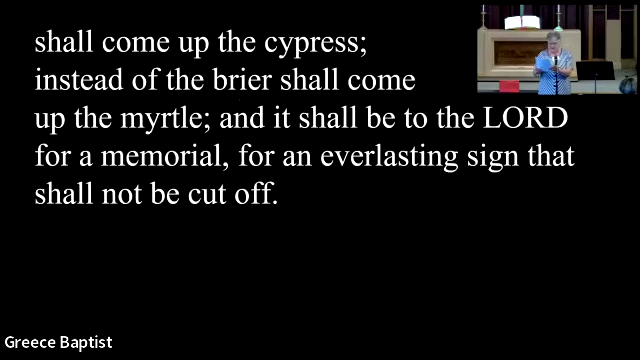 shall come up the cypress;
instead of the brier shall come
up the myrtle; and it shall be to the LORD
for a memorial, for an everlasting sign that
shall not be cut off.
Greece Baptist